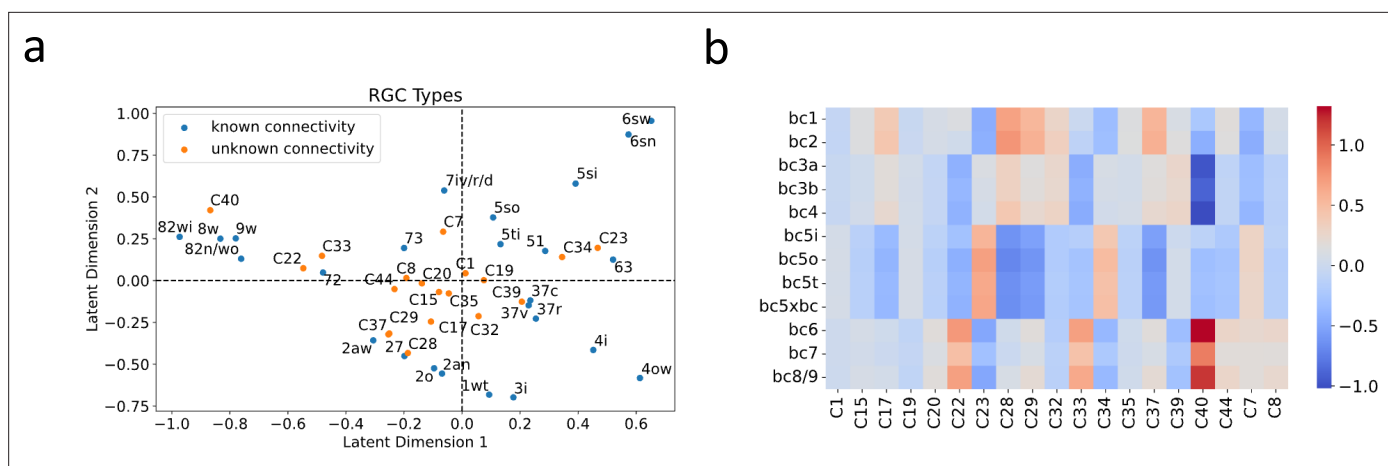 a
b
RGC Types
known connectivity
unknown connectivity
6sw
6sn
5si
7iv/r/d
5so
C7
5ti
51
C34
C23
63
73
C40
82wi
8w
9w
82n/wo
C22
C33
72
C44
C8
C20
C1
C19
C15
C35
C39
37c
37v
37r
C37
C29
C17
C32
2aw
27
C28
2o
2an
1wt
3i
4i
4ow
1.00
0.75
0.50
0.25
0.00
−0.25
−0.50
−0.75
Latent Dimension 2
−1.0
−0.8
−0.6
−0.4
−0.2
0.0
0.2
0.4
0.6
Latent Dimension 1
bc1
bc2
bc3a
bc3b
bc4
bc5i
bc5o
bc5t
bc5xbc
bc6
bc7
bc8/9
C1
C15
C17
C19
C20
C22
C23
C28
C29
C32
C33
C34
C35
C37
C39
C40
C44
C7
C8
1.0
0.5
0.0
−0.5
−1.0